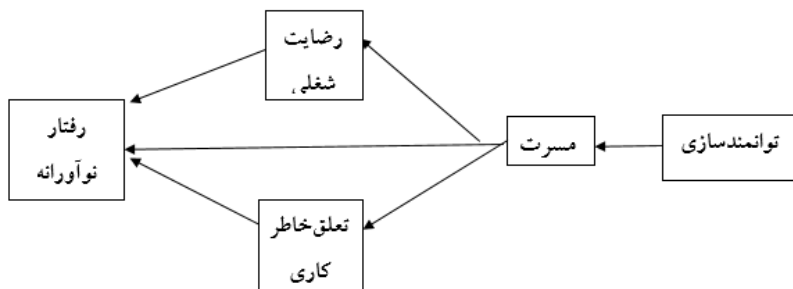 توانمندسازی
مسرت
رضایت
شغلی
تعلق‌خاطر
کاری
رفتار
نوآورانه